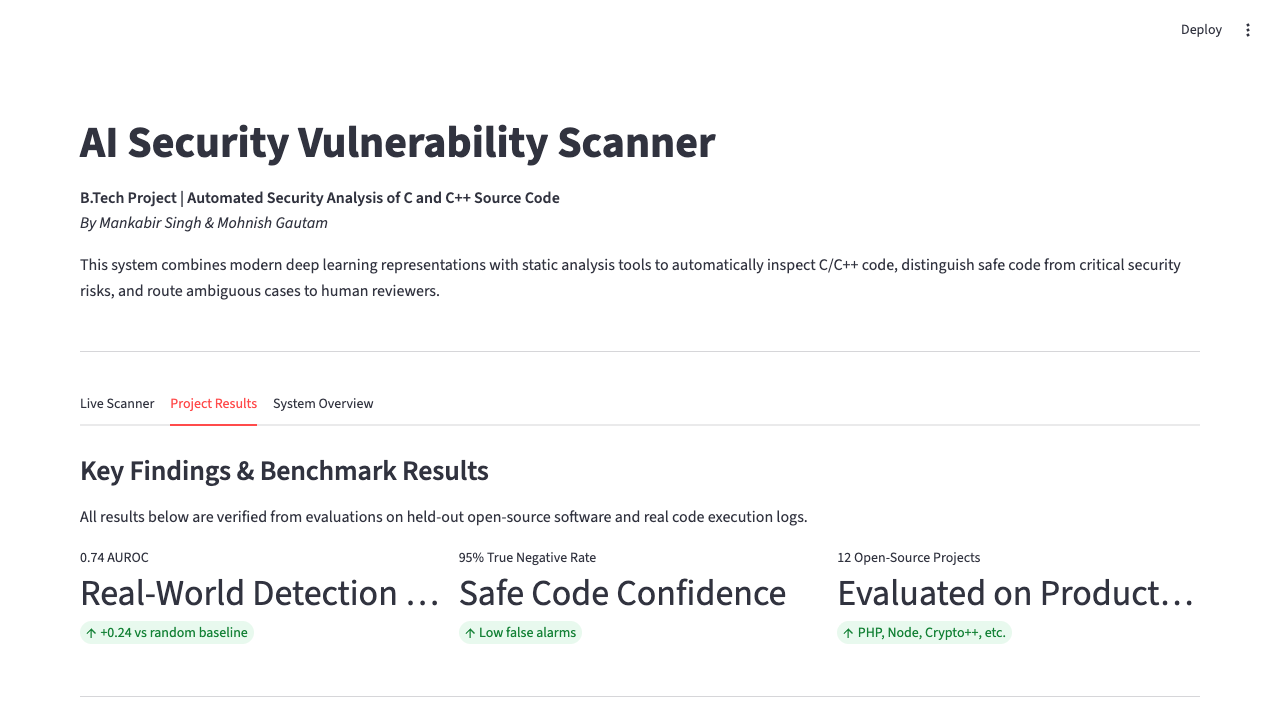 Deploy
AI Security Vulnerability Scanner
B.Tech Project | Automated Security Analysis of C and C++ Source Code
By Mankabir Singh & Mohnish Gautam
This system combines modern deep learning representations with static analysis tools to automatically inspect C/C++ code, distinguish safe code from critical security
risks, and route ambiguous cases to human reviewers.
Live Scanner Project Results System Overview
Key Findings & Benchmark Results
All results below are verified from evaluations on held-out open-source software and real code execution logs.
0.74 AUROC 95% True Negative Rate 12 Open-Source Projects
Real-World Detection … Safe Code Confidence Evaluated on Product…
↑ +0.24 vs random baseline ↑ Low false alarms ↑ PHP, Node, Crypto++, etc.